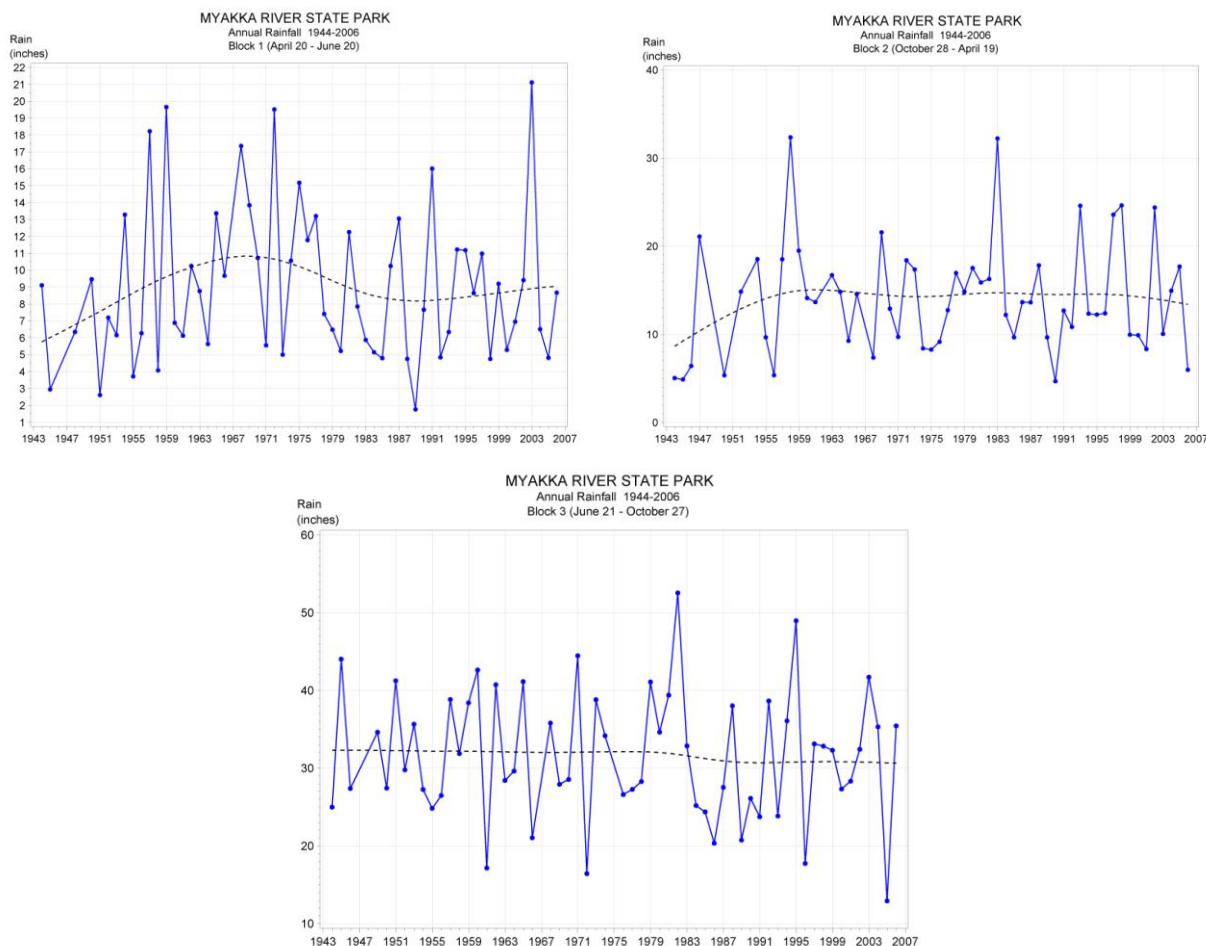 MYAKKA RIVER STATE PARK
Annual Rainfall 1944-2006
Block 1 (April 20 - June 20)
Rain
(inches)
22
21
20
19
18
17
16
15
14
13
12
11
10
9
8
7
6
5
4
3
2
1
1943 1947 1951 1955 1959 1963 1967 1971 1975 1979 1983 1987 1991 1995 1999 2003 2007
MYAKKA RIVER STATE PARK
Annual Rainfall 1944-2006
Block 2 (October 28 - April 19)
Rain
(inches)
40
30
20
10
0
1943 1947 1951 1955 1959 1963 1967 1971 1975 1979 1983 1987 1991 1995 1999 2003 2007
MYAKKA RIVER STATE PARK
Annual Rainfall 1944-2006
Block 3 (June 21 - October 27)
Rain
(inches)
60
50
40
30
20
10
1943 1947 1951 1955 1959 1963 1967 1971 1975 1979 1983 1987 1991 1995 1999 2003 2007